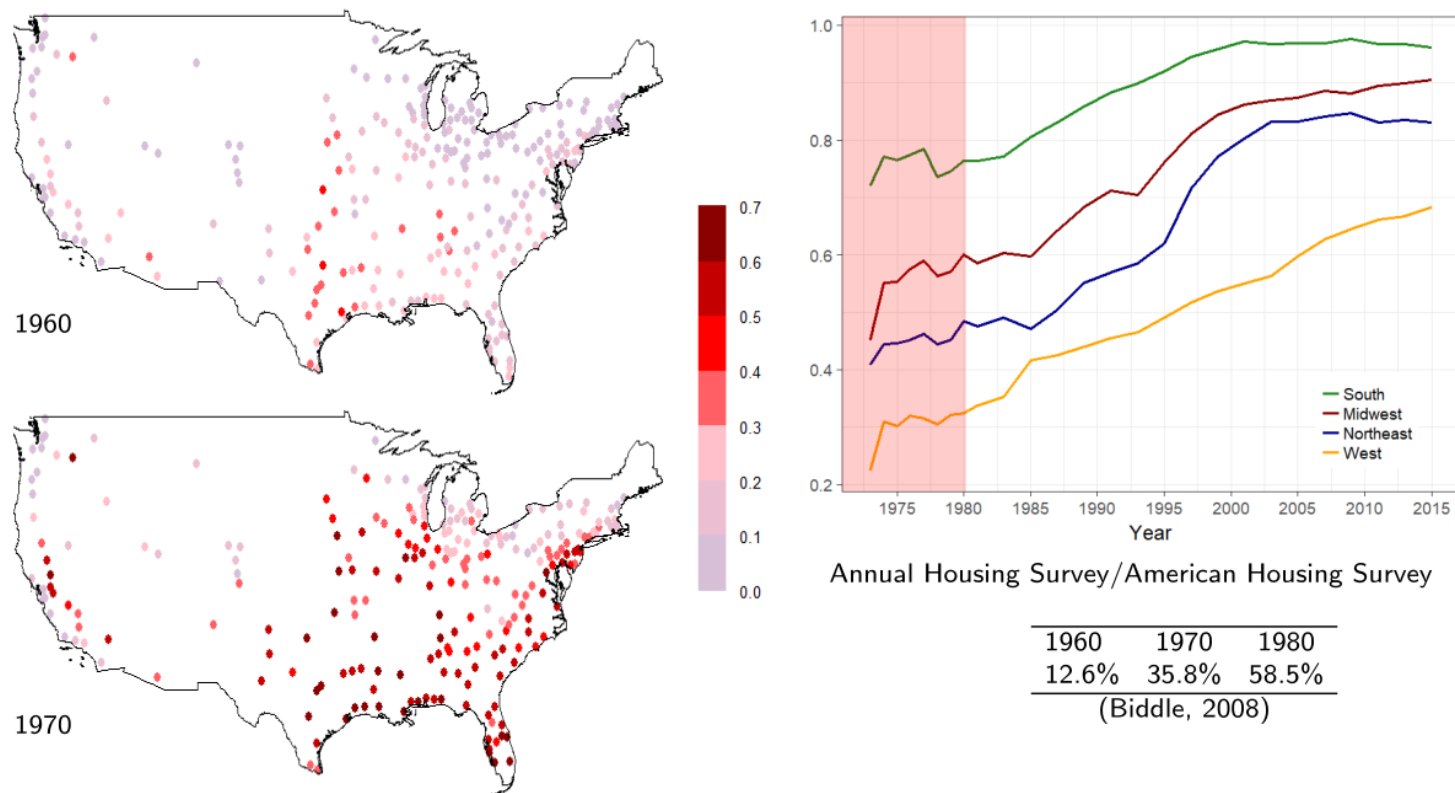 1960
1970
0.7
0.6
0.5
0.4
0.3
0.2
0.1
0.0
1.0
0.8
0.6
0.4
0.2
South
Midwest
Northeast
West
1975 1980 1985 1990 1995 2000 2005 2010 2015
Year
Annual Housing Survey/American Housing Survey
1960 1970 1980
12.6% 35.8% 58.5%
(Biddle, 2008)